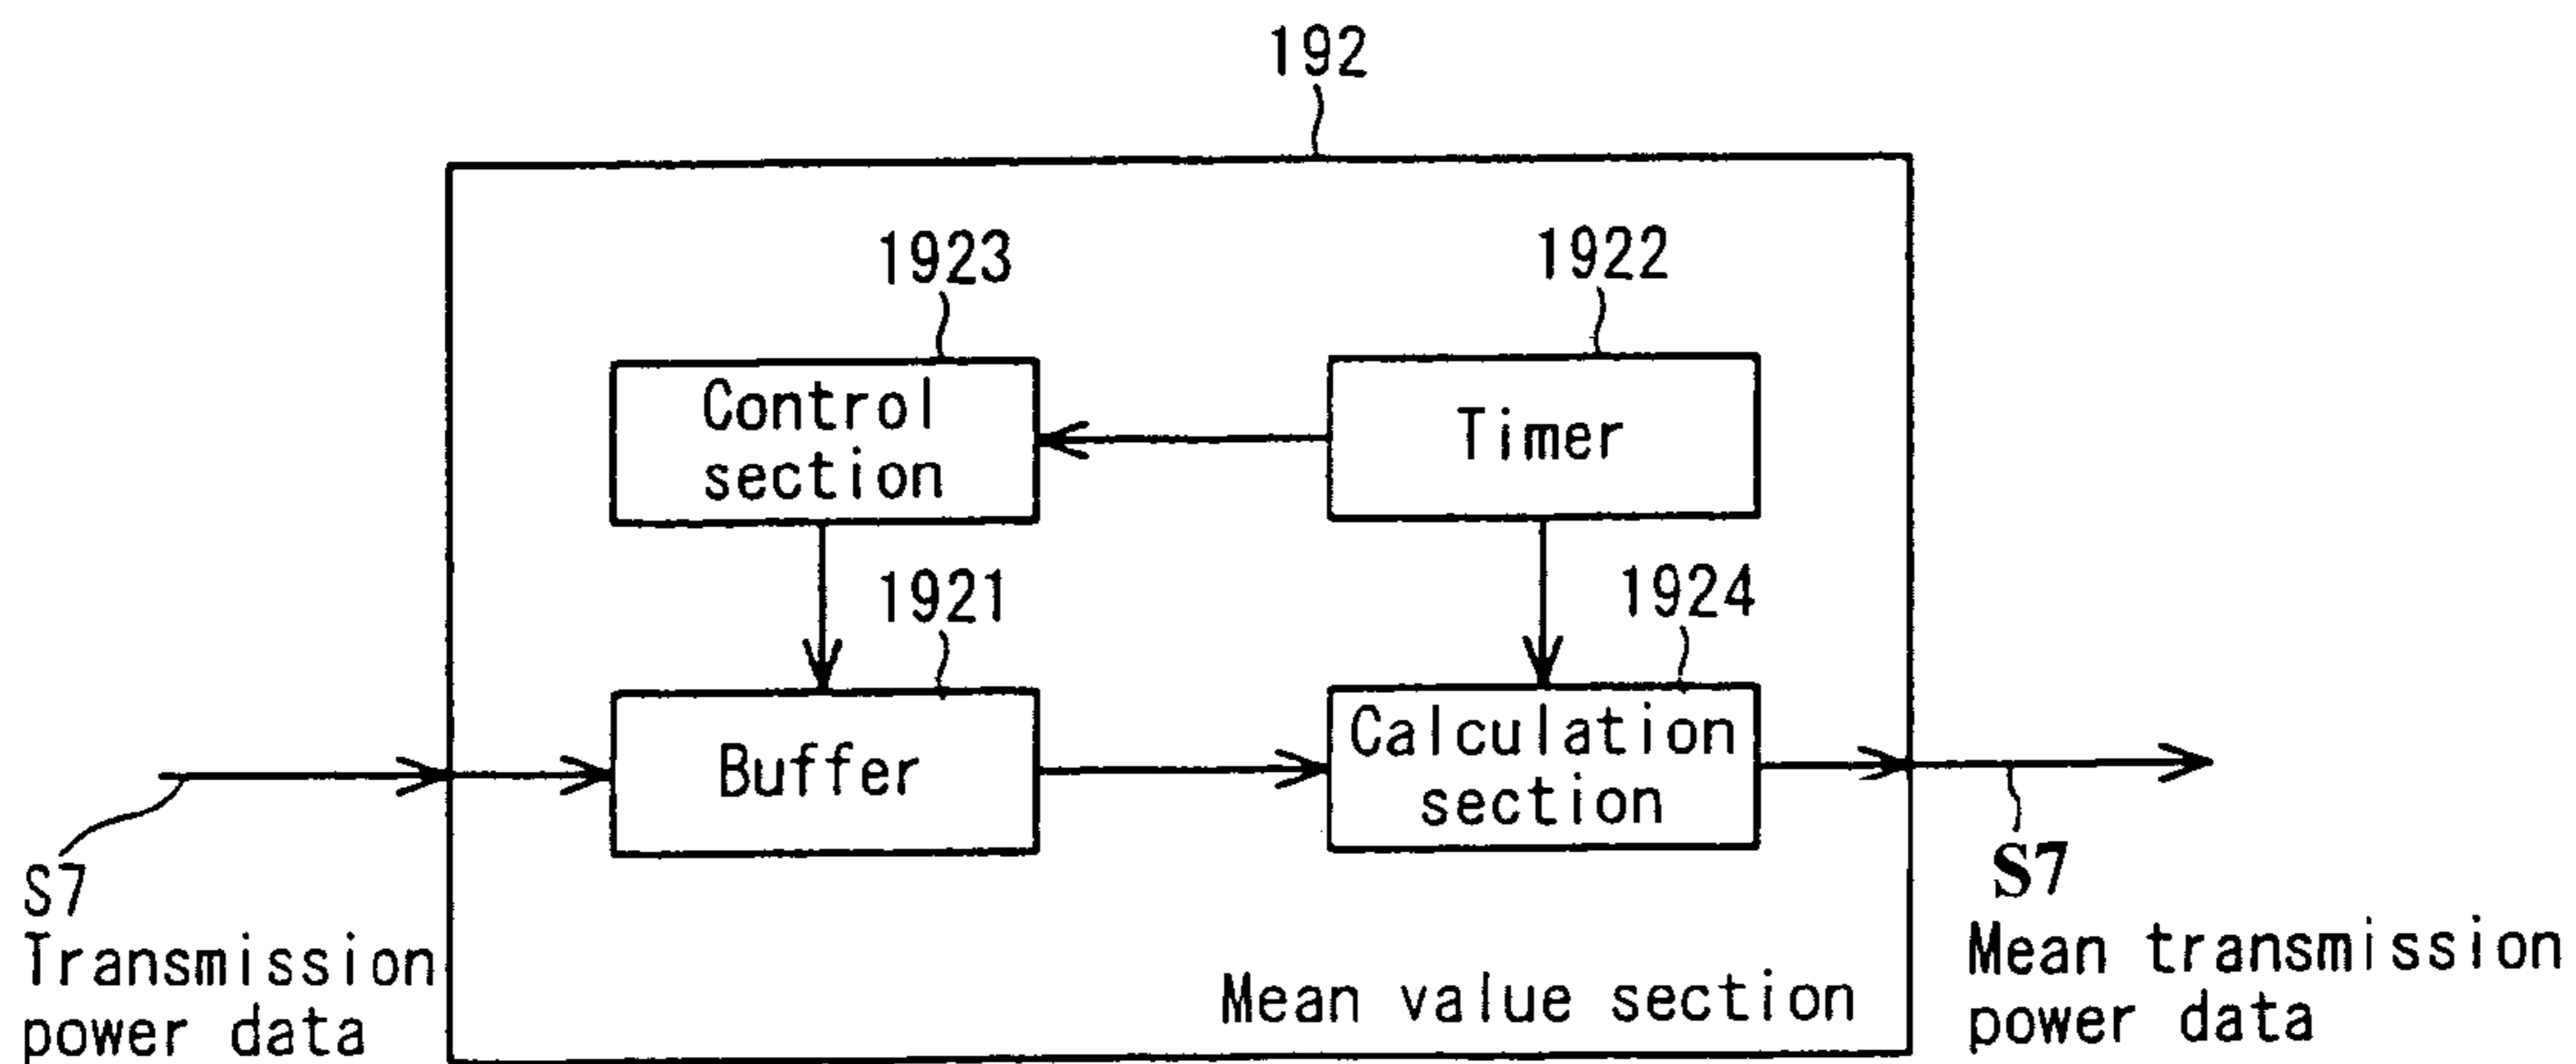 192
1923
1922
Control
section
Timer
1921
1924
Buffer
Calculation
section
S7
Transmission
power data
S7
Mean transmission
power data
Mean value section